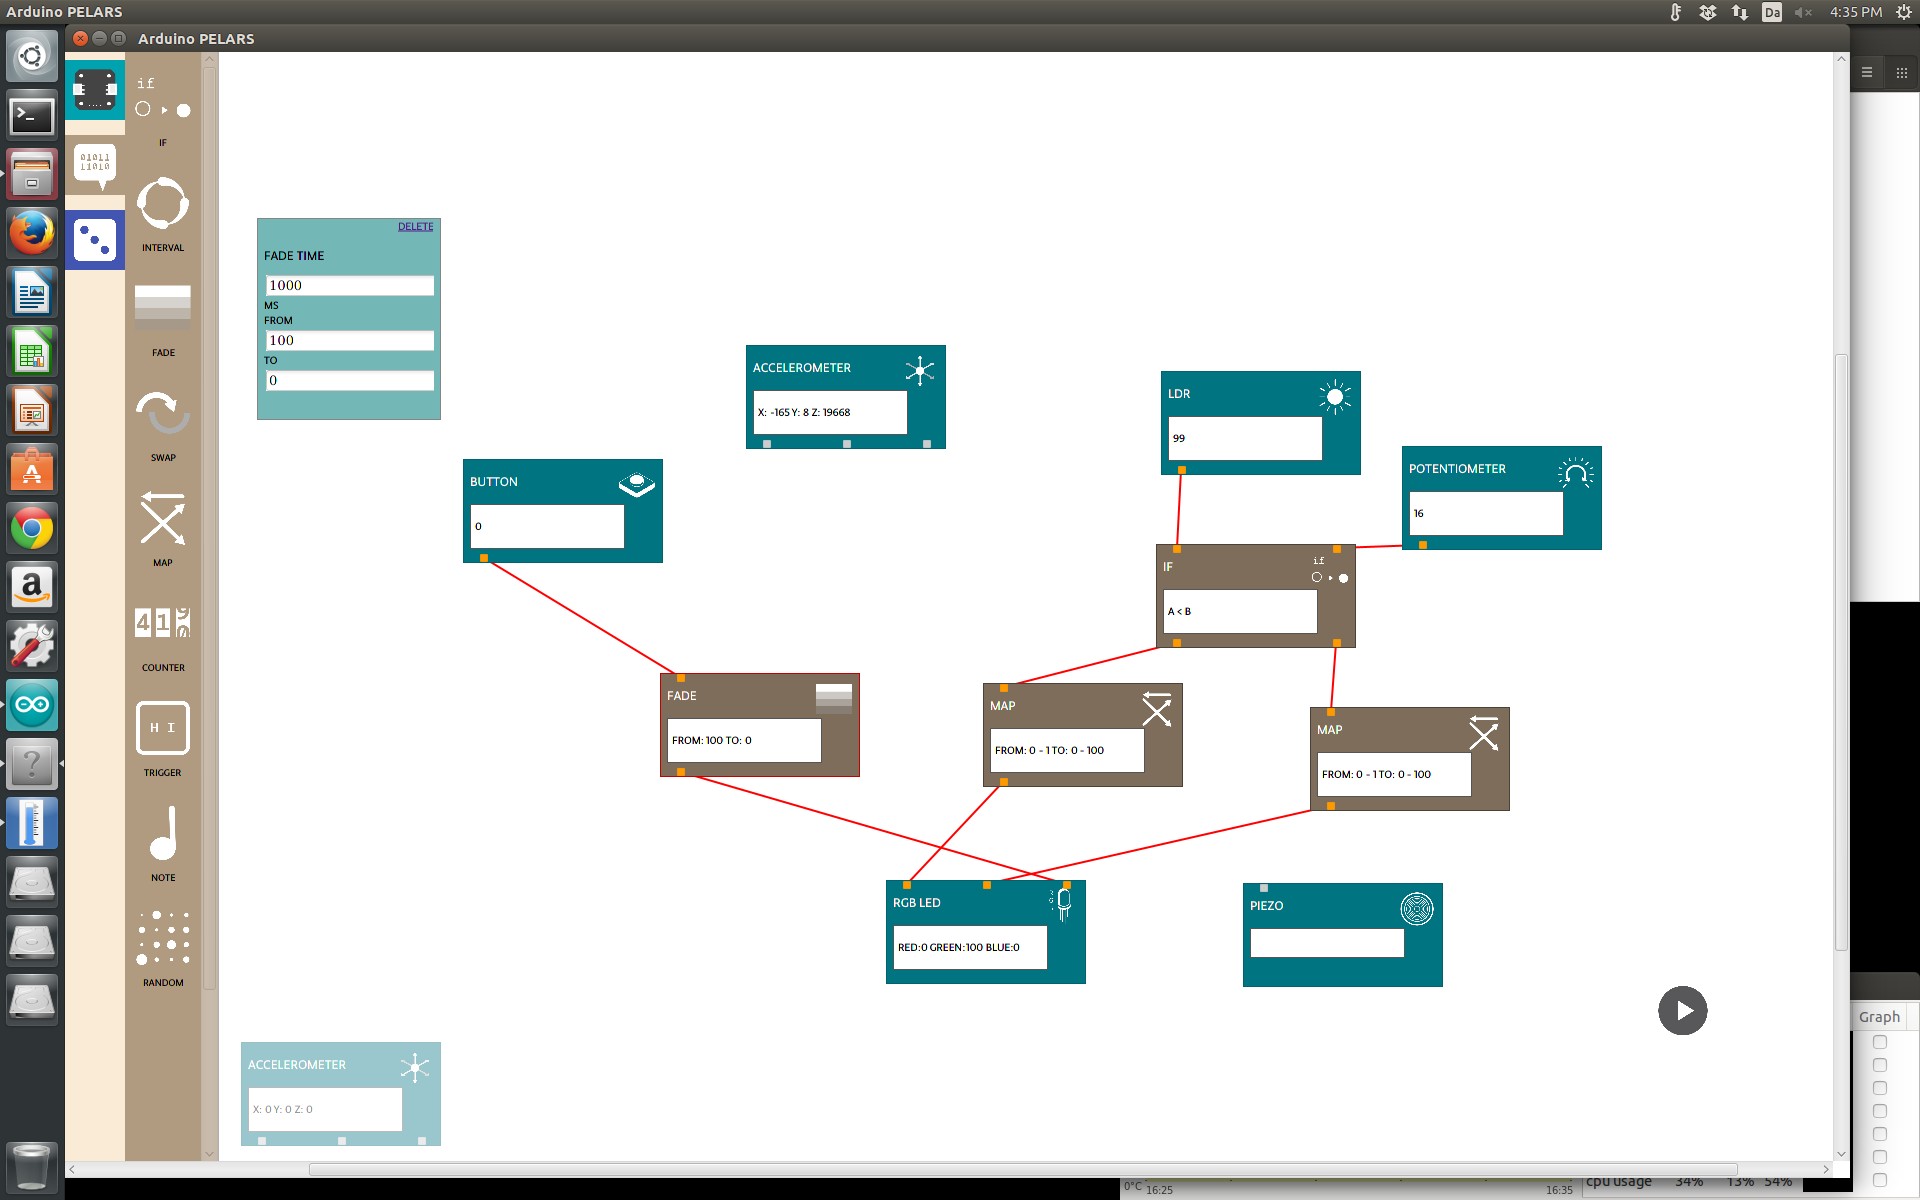 Arduino PELARS
Da
4:35 PM
Arduino PELARS
if
IF
01011
11010
INTERVAL
FADE
SWAP
MAP
COUNTER
H I
TRIGGER
NOTE
RANDOM
DELETE
FADE TIME
1000
MS
FROM
100
TO
0
ACCELEROMETER
X: -165 Y: 8 Z: 19668
LDR
99
POTENTIOMETER
16
BUTTON
0
IF
if
A < B
FADE
FROM: 100 TO: 0
MAP
FROM: 0 - 1 TO: 0 - 100
MAP
FROM: 0 - 1 TO: 0 - 100
RGB LED
RED:0 GREEN:100 BLUE:0
PIEZO
ACCELEROMETER
X: 0 Y: 0 Z: 0
Graph
0°C
16:25
16:35
cpu usage 34% 13% 54%